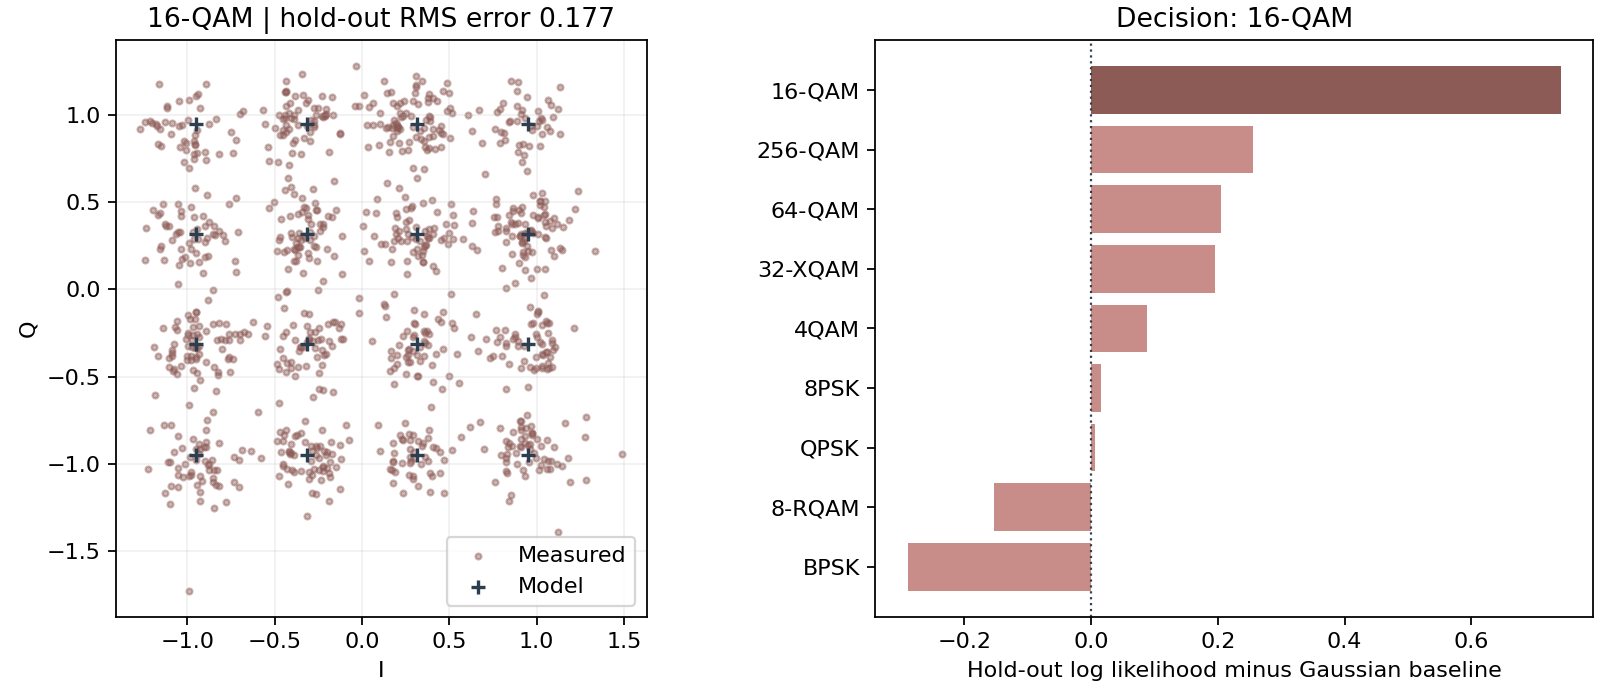 16-QAM | hold-out RMS error 0.177
1.0
0.5
0.0
−0.5
−1.0
−1.5
Q
−1.0
−0.5
0.0
0.5
1.0
1.5
I
Measured
Model
Decision: 16-QAM
16-QAM
256-QAM
64-QAM
32-XQAM
4QAM
8PSK
QPSK
8-RQAM
BPSK
−0.2
0.0
0.2
0.4
0.6
Hold-out log likelihood minus Gaussian baseline